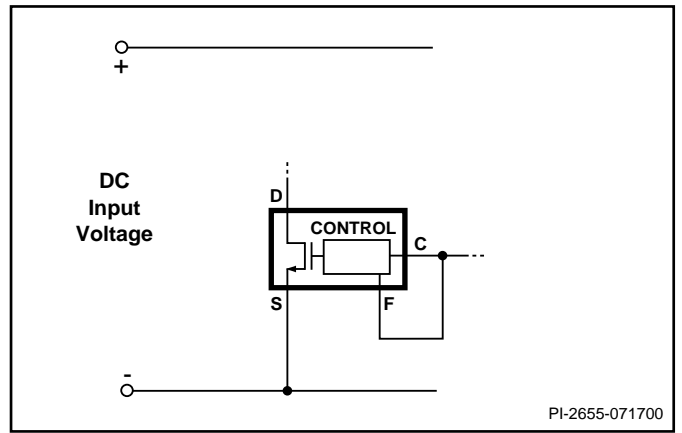 +
DC
Input
Voltage
D
CONTROL
C
S
F
-
PI-2655-071700